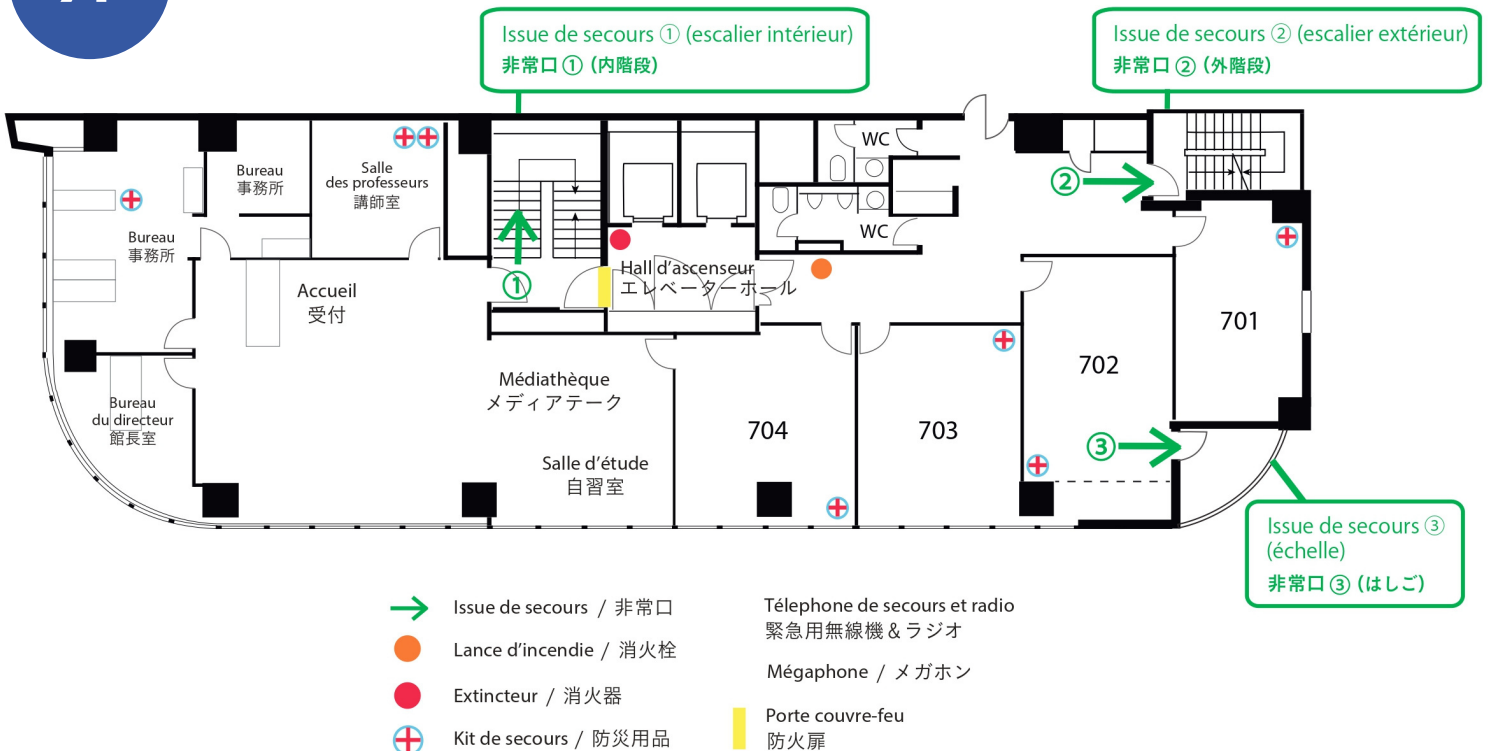 Issue de secours ① (escalier intérieur)
非常口 ① (内階段)
Issue de secours ② (escalier extérieur)
非常口 ② (外階段)
WC
Bureau
事務所
Salle
des professeurs
講師室
②
Bureau
事務所
WC
①
Hall d'ascenseur
エレベーターホール
Accueil
受付
701
702
Médiathèque
メディアテーク
Bureau
du directeur
館長室
704
703
③
Salle d'étude
自習室
Issue de secours ③
(échelle)
非常口 ③ (はしご)
Issue de secours / 非常口
Lance d'incendie / 消火栓
Extincteur / 消火器
Kit de secours / 防災用品
Télephone de secours et radio
緊急用無線機＆ラジオ
Mégaphone / メガホン
Porte couvre-feu
防火扉